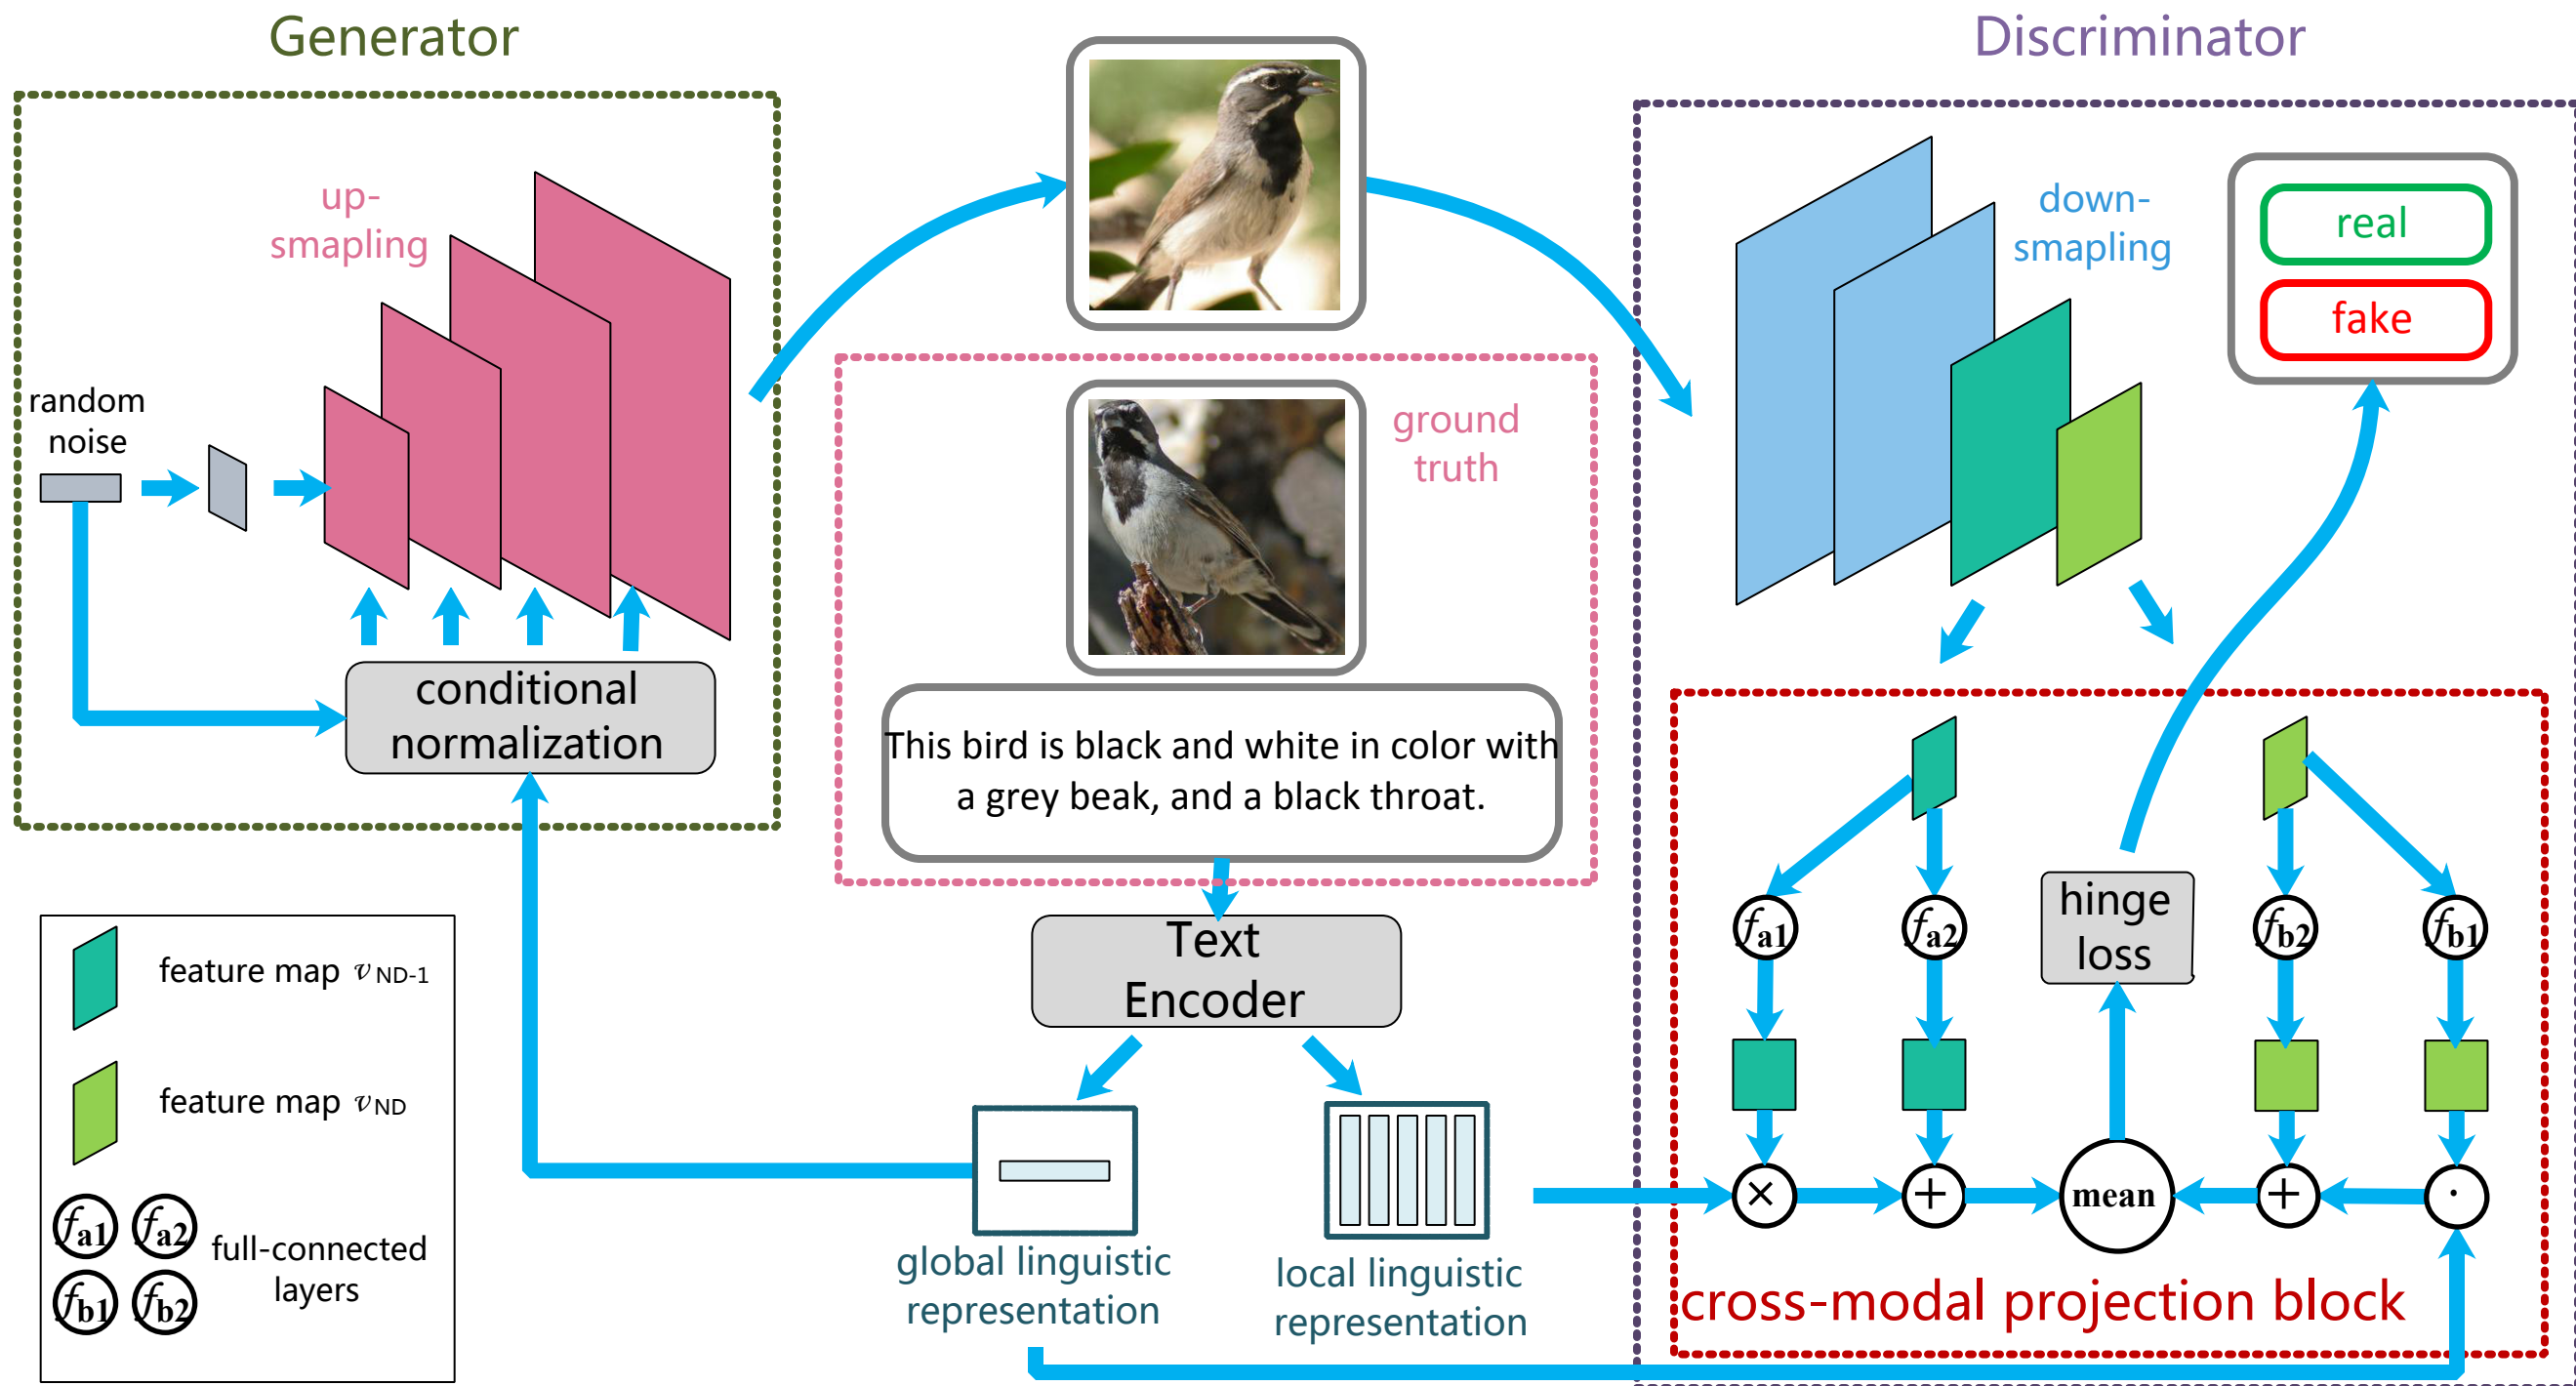 Generator
Discriminator
up-
smapling
down-
smapling
real
fake
random
noise
ground
truth
conditional
normalization
This bird is black and white in color with
a grey beak, and a black throat.
Text
Encoder
hinge
loss
fa1
fa2
fb2
fb1
feature map vND-1
feature map vND
fa1 fa2
fb1 fb2
full-connected
layers
×
+
mean
+
·
global linguistic
representation
local linguistic
representation
cross-modal projection block